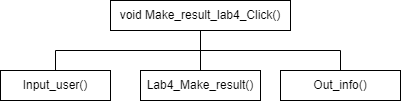 void Make_result_lab4_Click()
Input_user()
Lab4_Make_result()
Out_info()